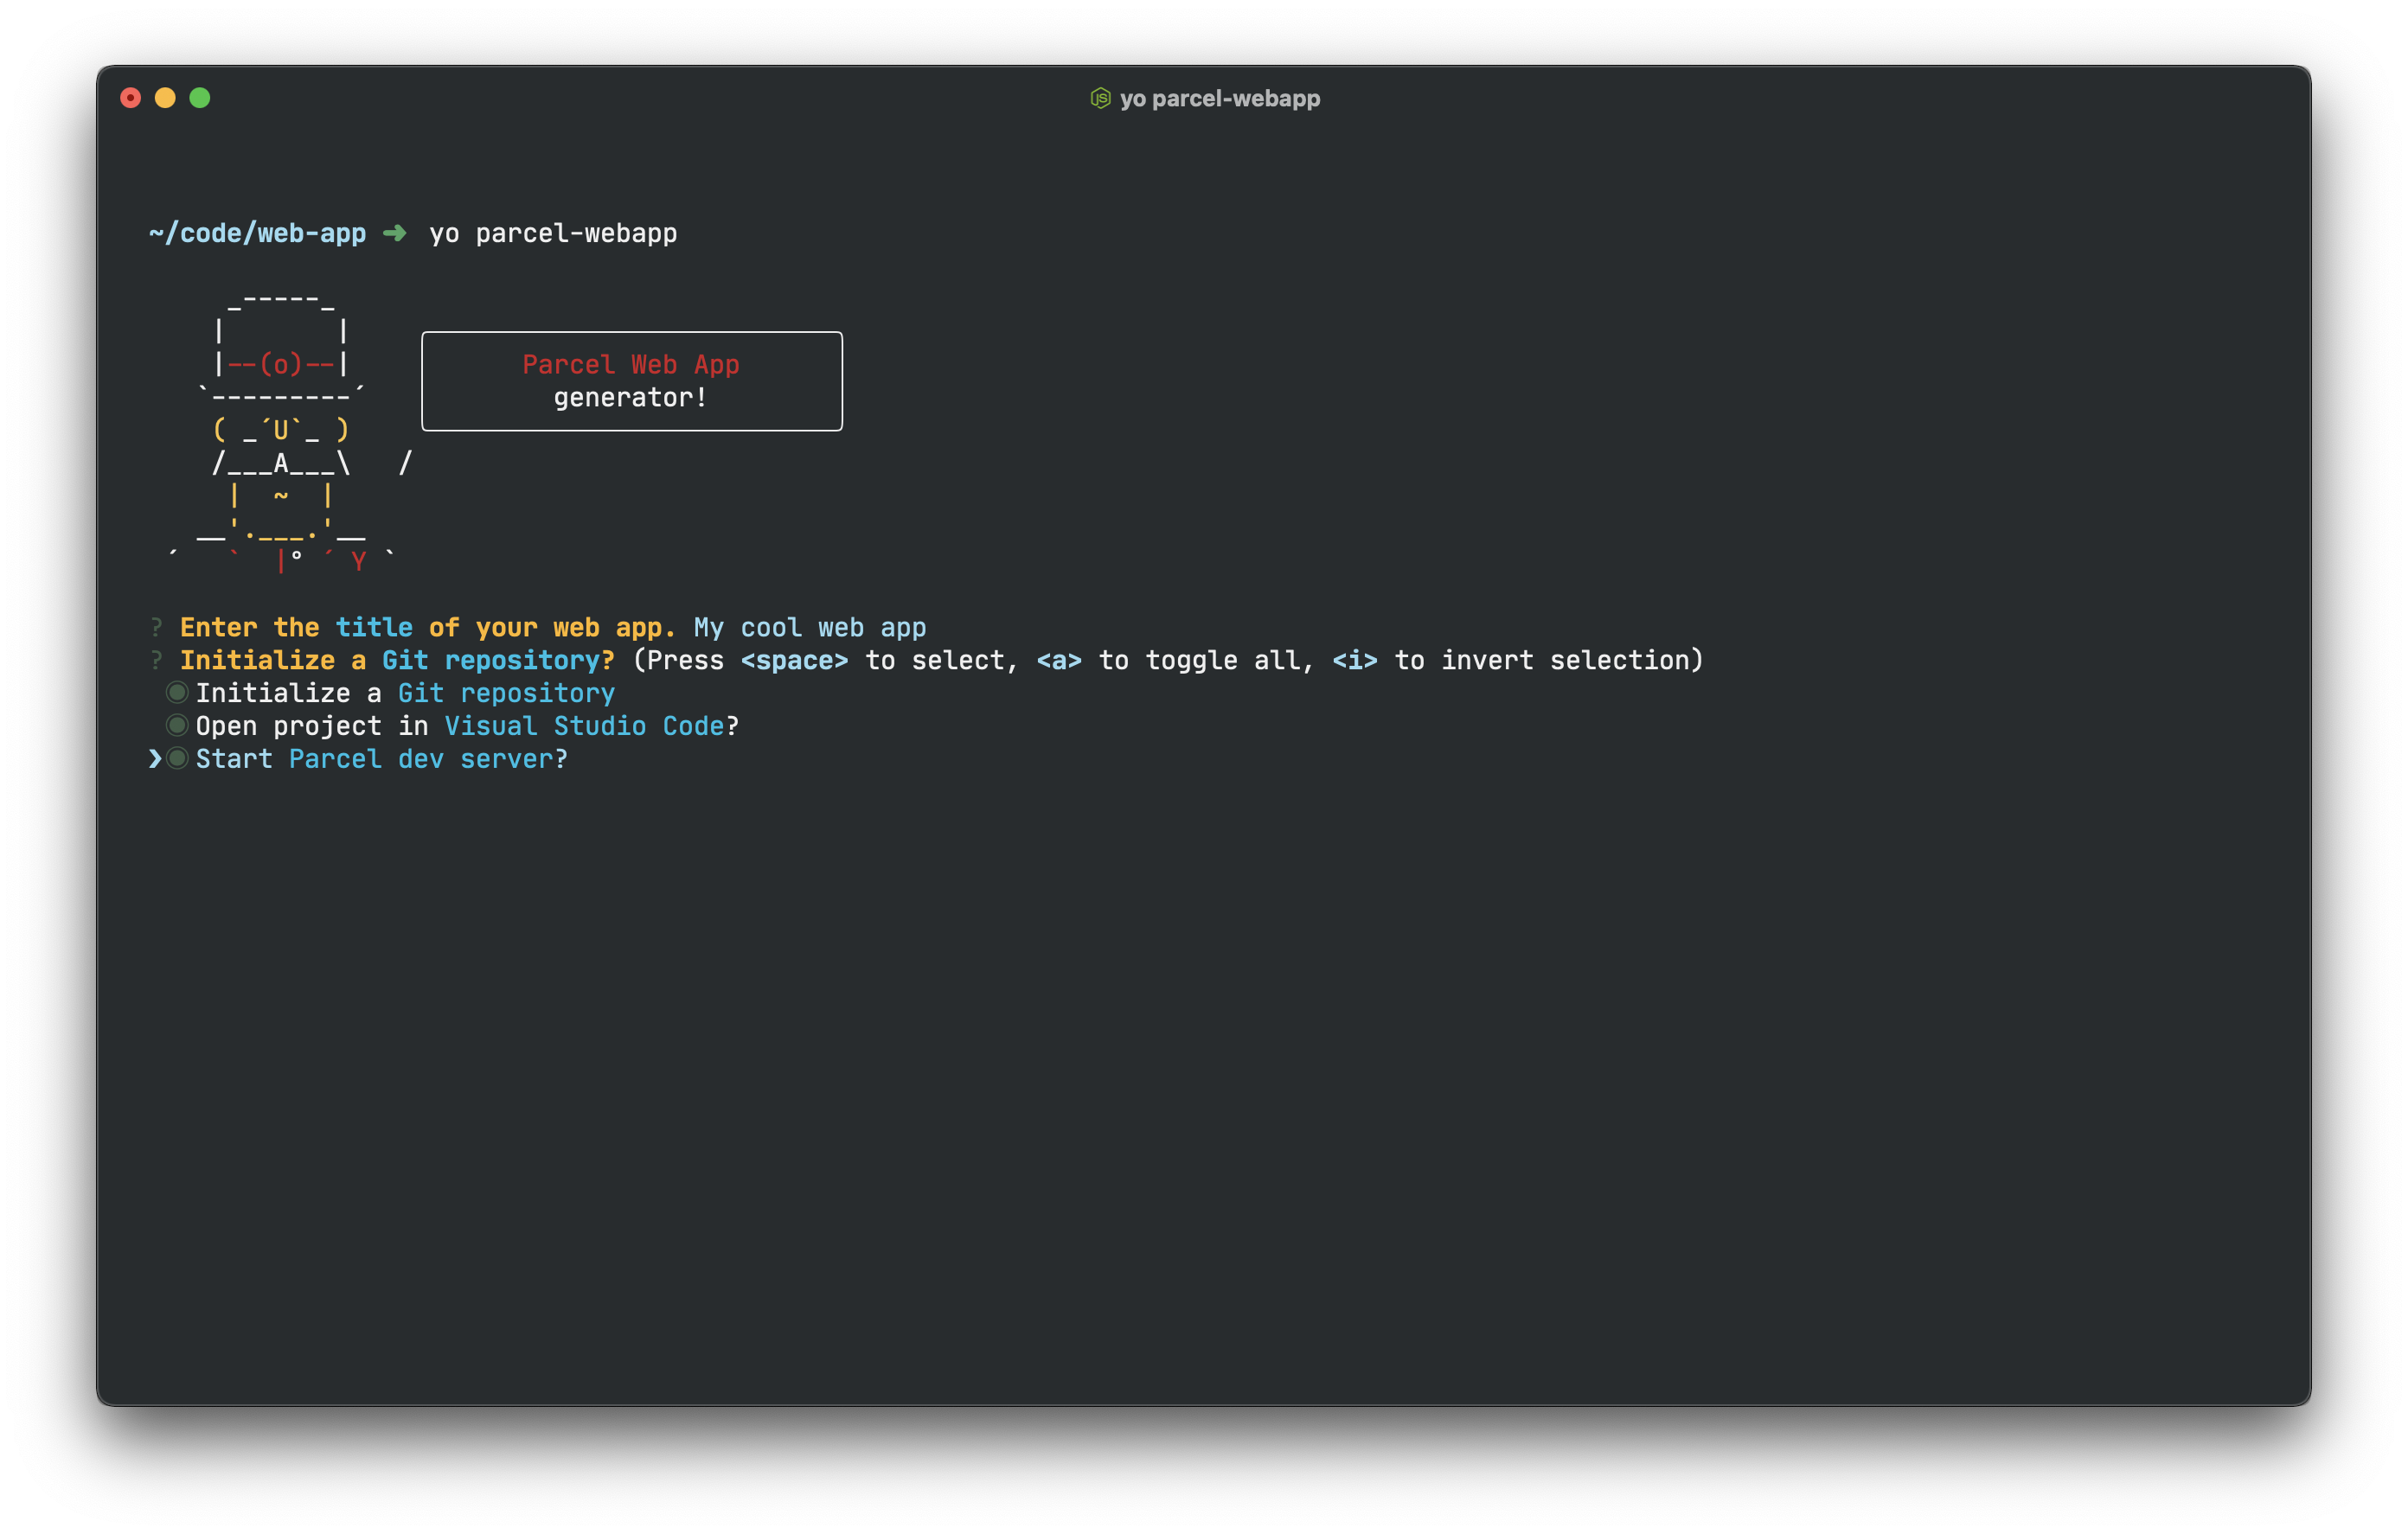 yo parcel-webapp
~/code/web-app ➜ yo parcel-webapp
     _-----_
    |       |
    |--(o)--|
   `---------´
    ( _´U`_ )
    /___A___\   /
     |  ~  |
   __'.___.'__
 ´   `  |° ´ Y `
Parcel Web App
generator!
? Enter the title of your web app. My cool web app
? Initialize a Git repository? (Press <space> to select, <a> to toggle all, <i> to invert selection)
◉ Initialize a Git repository
◉ Open project in Visual Studio Code?
❯◉ Start Parcel dev server?